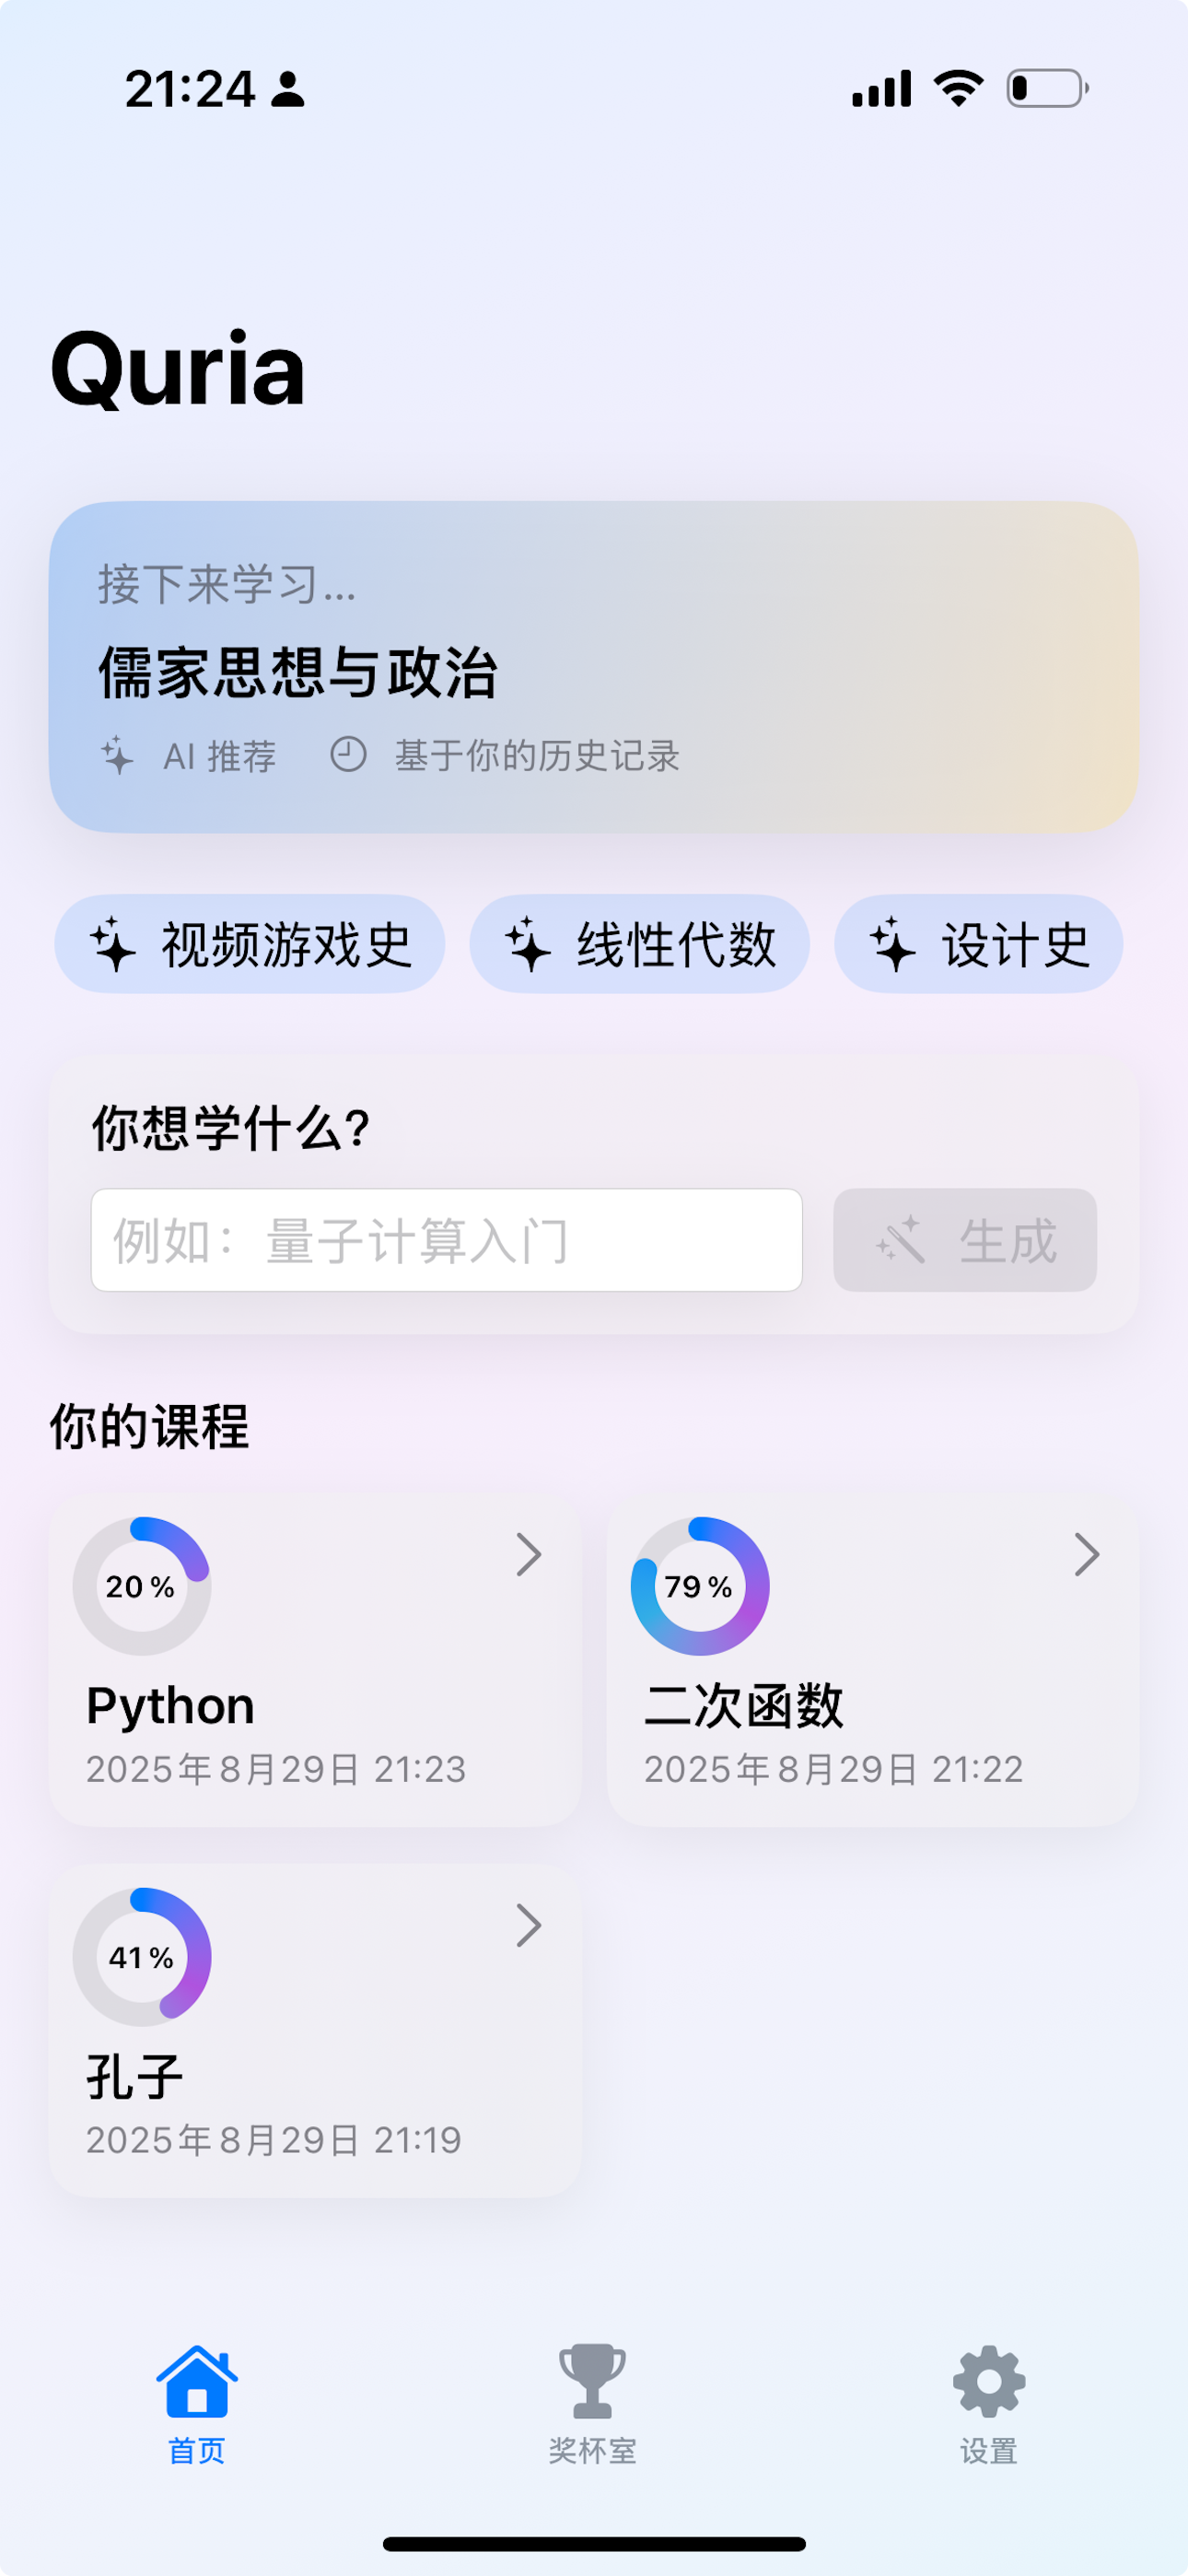 21:24
Quria
接下来学习...
儒家思想与政治
AI 推荐 基于你的历史记录
视频游戏史 线性代数 设计史
你想学什么?
例如：量子计算入门 生成
你的课程
20% 79%
Python 二次函数
2025年8月29日 21:23 2025年8月29日 21:22
41%
孔子
2025年8月29日 21:19
首页 奖杯室 设置